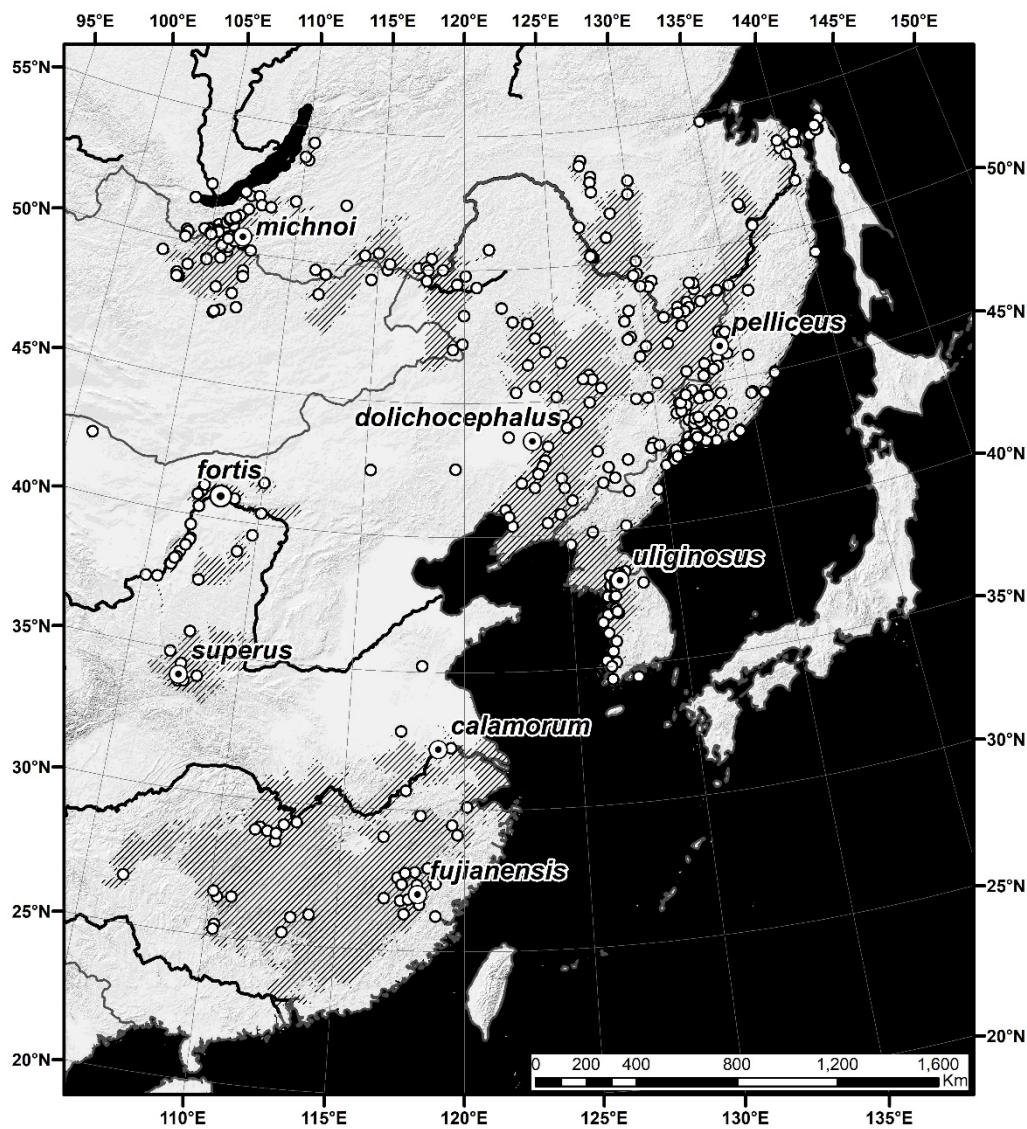 95°E 100°E 105°E 110°E 115°E 120°E 125°E 130°E 135°E 140°E 145°E 150°E
55°N
50°N 50°N
michnoi
pelliceus
45°N 45°N
dolichocephalus
fortis
40°N 40°N
uliginosus
35°N 35°N
superus
calamorum
30°N 30°N
fujianensis
25°N 25°N
20°N 20°N
0 200 400 800 1,200 1,600
Km
100°E 105°E 110°E 115°E 120°E 125°E 130°E 135°E